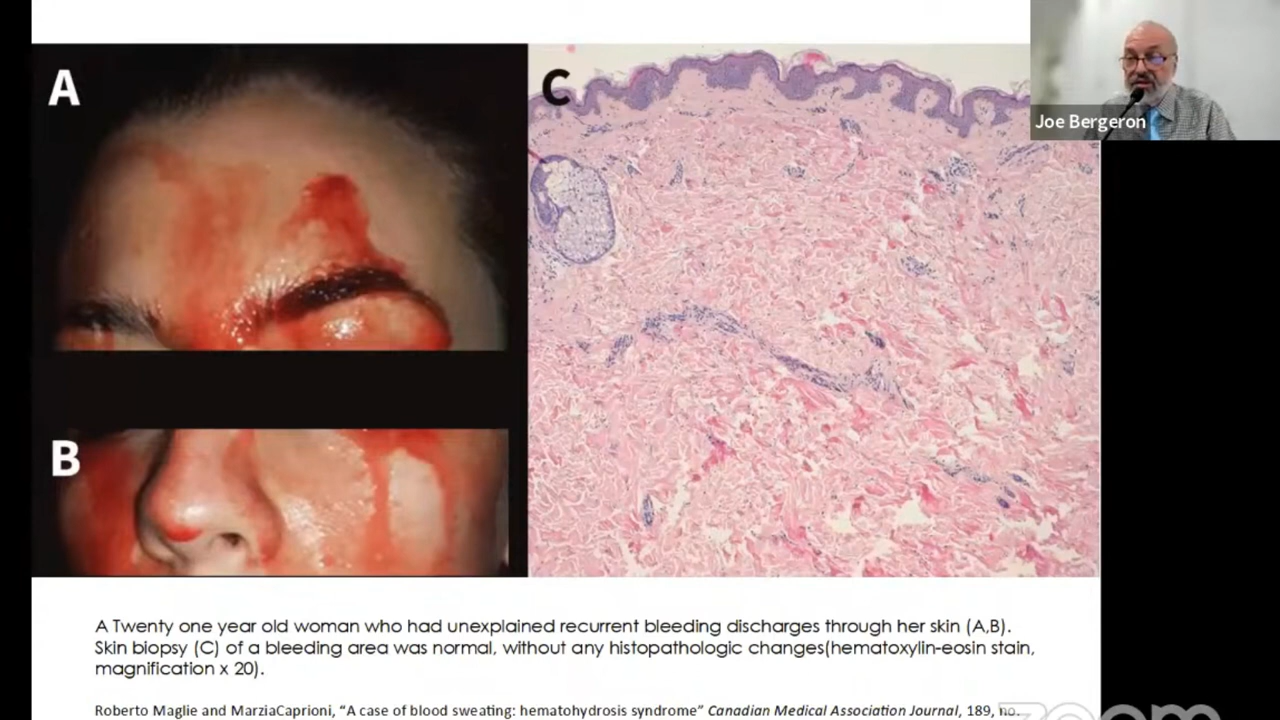 A
C
Joe Bergeron
B
A Twenty one year old woman who had unexplained recurrent bleeding discharges through her skin (A,B).
Skin biopsy (C) of a bleeding area was normal, without any histopathologic changes(hematoxylin-eosin stain,
magnification x 20).
Roberto Maglie and MarziaCaprioni, “A case of blood sweating: hematohydrosis syndrome” Canadian Medical Association Journal, 189, no.
zoom